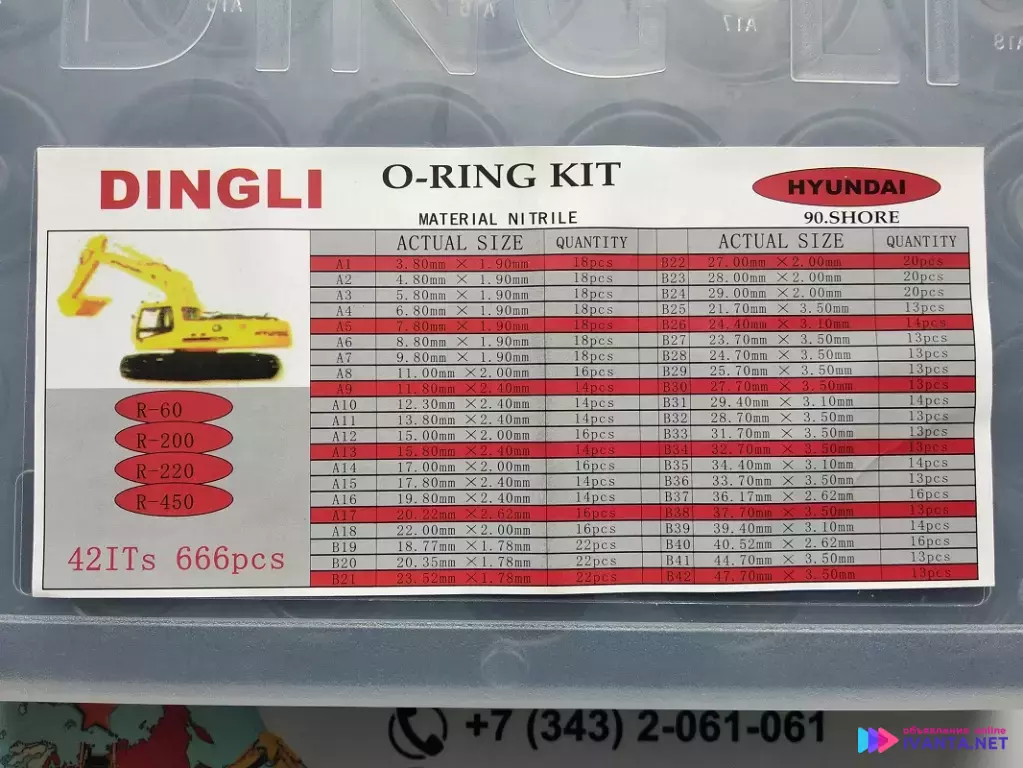 A16
A17
A18
DINGLI
DINGLI
O-RING KIT
HYUNDAI
MATERIAL NITRILE
90.SHORE
ACTUAL SIZE QUANTITY ACTUAL SIZE QUANTITY
A1 3.80mm × 1.90mm 18pcs B22 27.00mm ×2.00mm 20pcs
A2 4.80mm × 1.90mm 18pcs B23 28.00mm ×2.00mm 20pcs
A3 5.80mm × 1.90mm 18pcs B24 29.00mm ×2.00mm 20pcs
A4 6.80mm × 1.90mm 18pcs B25 21.70mm × 3.50mm 13pcs
A5 7.80mm × 1.90mm 18pcs B26 24.40mm × 3.10mm 14pcs
A6 8.80mm × 1.90mm 18pcs B27 23.70mm × 3.50mm 13pcs
A7 9.80mm × 1.90mm 18pcs B28 24.70mm × 3.50mm 13pcs
A8 11.00mm ×2.00mm 16pcs B29 25.70mm × 3.50mm 13pcs
A9 11.80mm ×2.40mm 14pcs B30 27.70mm × 3.50mm 13pcs
A10 12.30mm ×2.40mm 14pcs B31 29.40mm × 3.10mm 14pcs
A11 13.80mm ×2.40mm 14pcs B32 28.70mm × 3.50mm 13pcs
A12 15.00mm ×2.00mm 16pcs B33 31.70mm × 3.50mm 13pcs
A13 15.80mm ×2.40mm 14pcs B34 32.70mm × 3.50mm 13pcs
A14 17.00mm ×2.00mm 16pcs B35 34.40mm × 3.10mm 14pcs
A15 17.80mm ×2.40mm 14pcs B36 33.70mm × 3.50mm 13pcs
A16 19.80mm ×2.40mm 14pcs B37 36.17mm × 2.62mm 16pcs
A17 20.22mm ×2.62mm 16pcs B38 37.70mm × 3.50mm 13pcs
A18 22.00mm ×2.00mm 16pcs B39 39.40mm × 3.10mm 14pcs
B19 18.77mm ×1.78mm 22pcs B40 40.52mm × 2.62mm 16pcs
B20 20.35mm ×1.78mm 22pcs B41 44.70mm × 3.50mm 13pcs
B21 23.52mm ×1.78mm 22pcs B42 47.70mm × 3.50mm 13pcs
R-60
R-200
R-220
R-450
42ITs 666pcs
+7 (343) 2-061-061
объявления online
IVANTA.NET